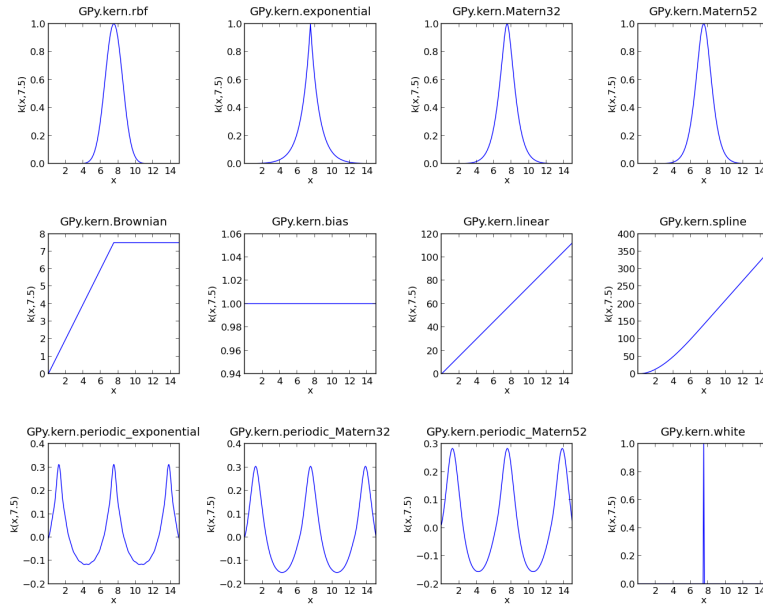 GPy.kern.rbf
GPy.kern.exponential
GPy.kern.Matern32
GPy.kern.Matern52
1.0
0.8
0.6
0.4
0.2
0.0
k(x,7.5)
2 4 6 8 10 12 14
x
1.0
0.8
0.6
0.4
0.2
0.0
k(x,7.5)
2 4 6 8 10 12 14
x
1.0
0.8
0.6
0.4
0.2
0.0
k(x,7.5)
2 4 6 8 10 12 14
x
1.0
0.8
0.6
0.4
0.2
0.0
k(x,7.5)
2 4 6 8 10 12 14
x
GPy.kern.Brownian
GPy.kern.bias
GPy.kern.linear
GPy.kern.spline
8
7
6
5
4
3
2
1
0
k(x,7.5)
2 4 6 8 10 12 14
x
1.06
1.04
1.02
1.00
0.98
0.96
0.94
k(x,7.5)
2 4 6 8 10 12 14
x
120
100
80
60
40
20
0
k(x,7.5)
2 4 6 8 10 12 14
x
400
350
300
250
200
150
100
50
0
k(x,7.5)
2 4 6 8 10 12 14
x
GPy.kern.periodic_exponential
GPy.kern.periodic_Matern32
GPy.kern.periodic_Matern52
GPy.kern.white
0.4
0.3
0.2
0.1
0.0
−0.1
−0.2
k(x,7.5)
2 4 6 8 10 12 14
x
0.4
0.3
0.2
0.1
0.0
−0.1
−0.2
k(x,7.5)
2 4 6 8 10 12 14
x
0.3
0.2
0.1
0.0
−0.1
−0.2
k(x,7.5)
2 4 6 8 10 12 14
x
1.0
0.8
0.6
0.4
0.2
0.0
k(x,7.5)
2 4 6 8 10 12 14
x